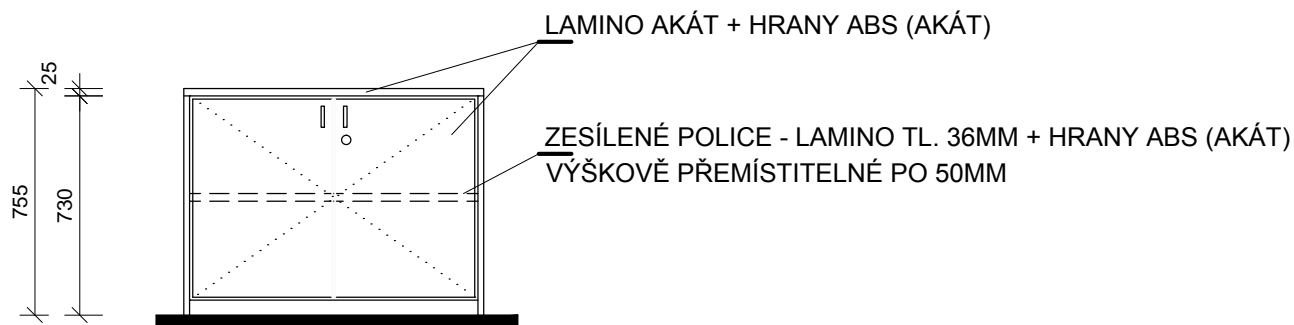 LAMINO AKÁT + HRANY ABS (AKÁT)
25
ZESÍLENÉ POLICE - LAMINO TL. 36MM + HRANY ABS (AKÁT)
VÝŠKOVĚ PŘEMÍSTITELNÉ PO 50MM
755
730